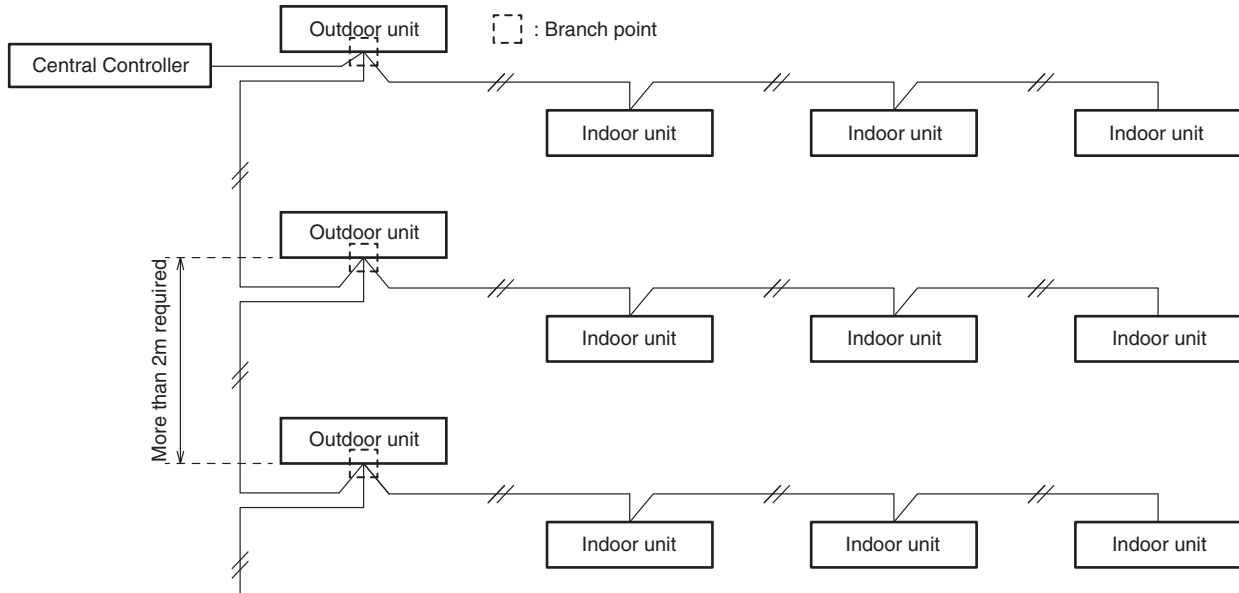 Outdoor unit
: Branch point
Central Controller
Indoor unit
Indoor unit
Indoor unit
Outdoor unit
More than 2m required
Indoor unit
Indoor unit
Indoor unit
Outdoor unit
Indoor unit
Indoor unit
Indoor unit